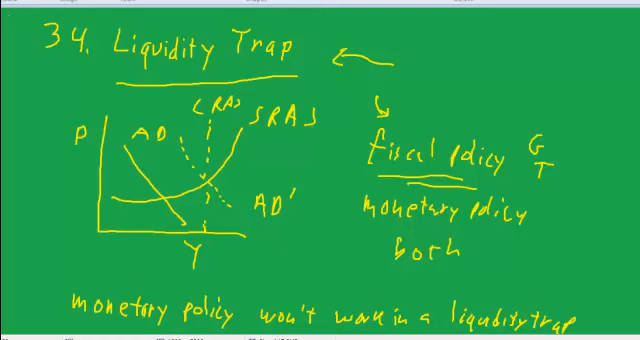 34. Liquidity Trap
LRAS
SRAS
P
AD
AD'
Y
fiscal policy G
T
monetary policy
both
monetary policy won't work in a liquidity trap